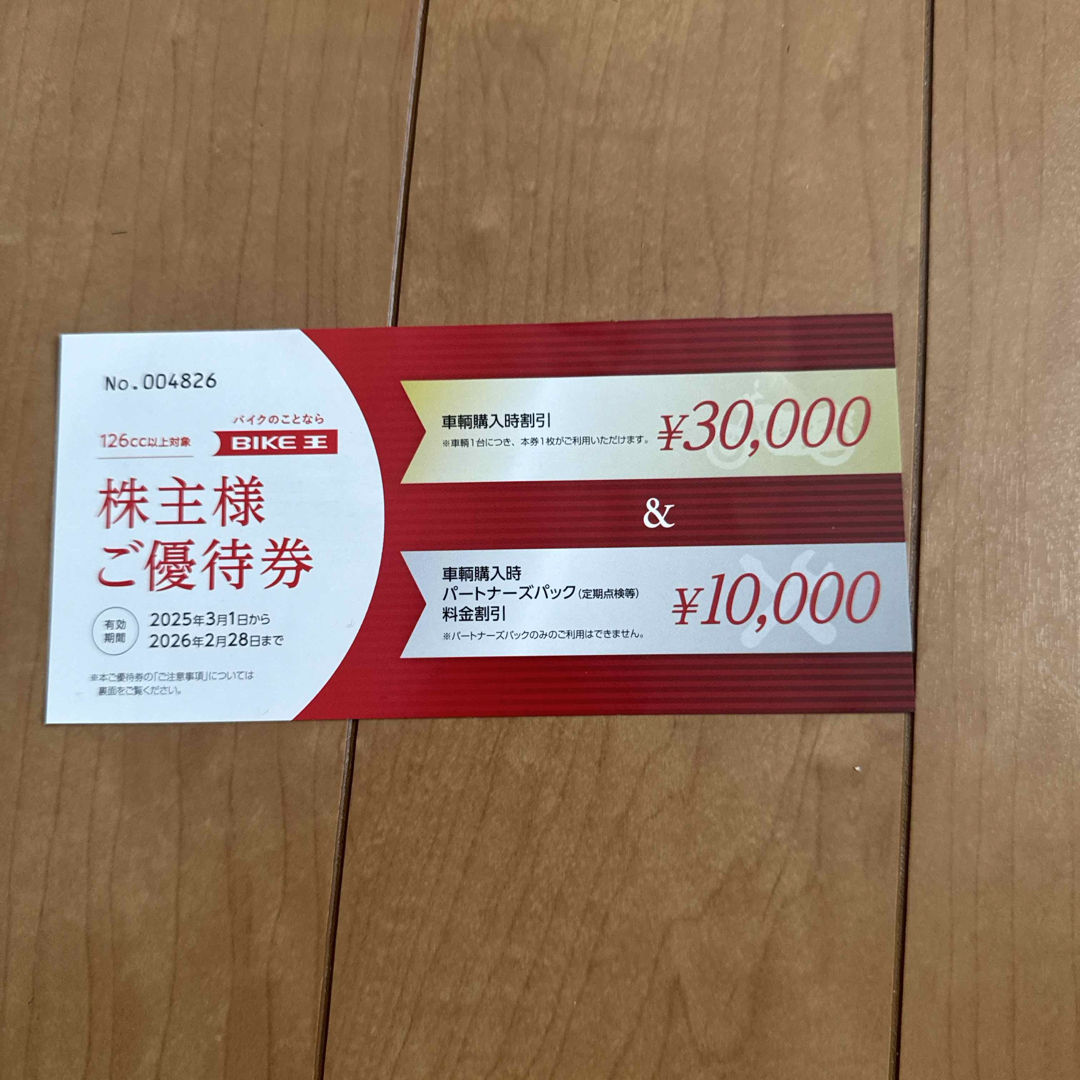 No.004826
バイクのことなら
126cc以上対象
BIKE王
株主様
ご優待券
有効
期間
2025年3月1日から
2026年2月28日まで
※本ご優待券の「ご注意事項」については
裏面をご覧ください。
車輌購入時割引
※車輌1台につき、本券1枚がご利用いただけます。
¥30,000
&
車輌購入時
パートナーズパック(定期点検等)
料金割引
※パートナーズパックのみのご利用はできません。
¥10,000